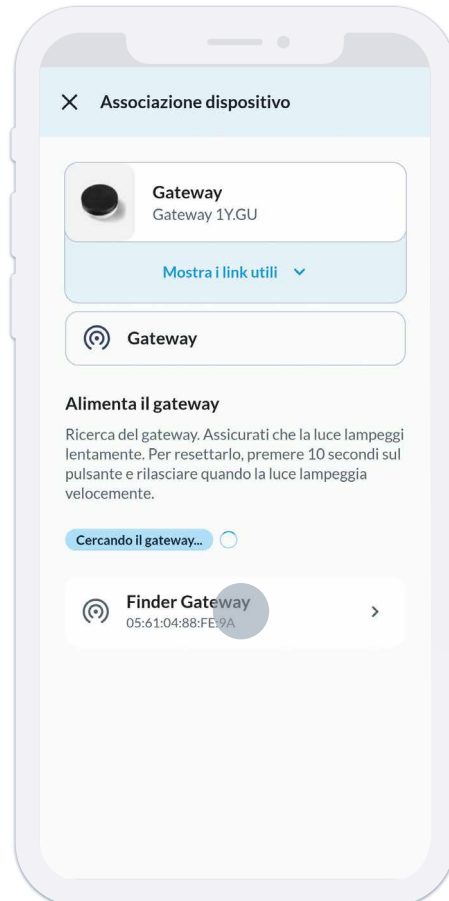 Associazione dispositivo
Gateway
Gateway 1Y.GU
Mostra i link utili
Gateway
Alimenta il gateway
Ricerca del gateway. Assicurati che la luce lampeggi
lentamente. Per resettarlo, premere 10 secondi sul
pulsante e rilasciare quando la luce lampeggia
velocemente.
Cercando il gateway...
Finder Gateway
05:61:04:88:FE:9A